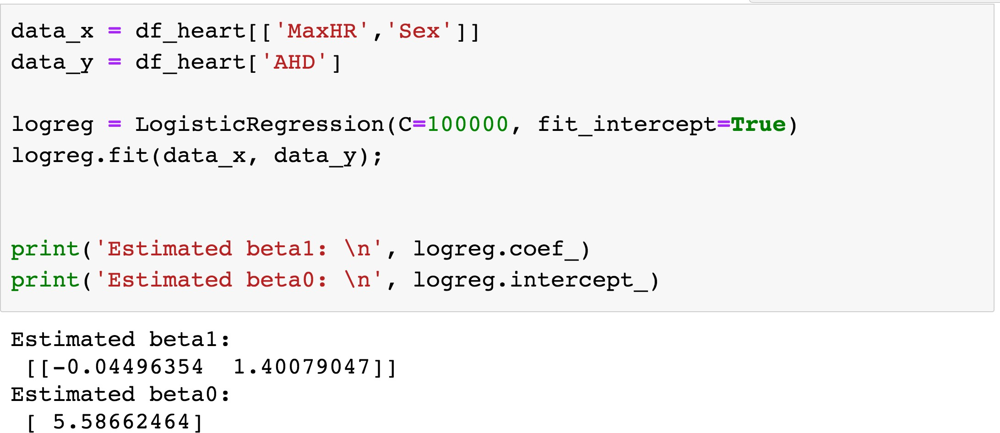 data_x = df_heart[['MaxHR','Sex']]
data_y = df_heart['AHD']
logreg = LogisticRegression(C=100000, fit_intercept=True)
logreg.fit(data_x, data_y);
print('Estimated beta1: \n', logreg.coef_)
print('Estimated beta0: \n', logreg.intercept_)
Estimated beta1:
[[-0.04496354  1.40079047]]
Estimated beta0:
[ 5.58662464]